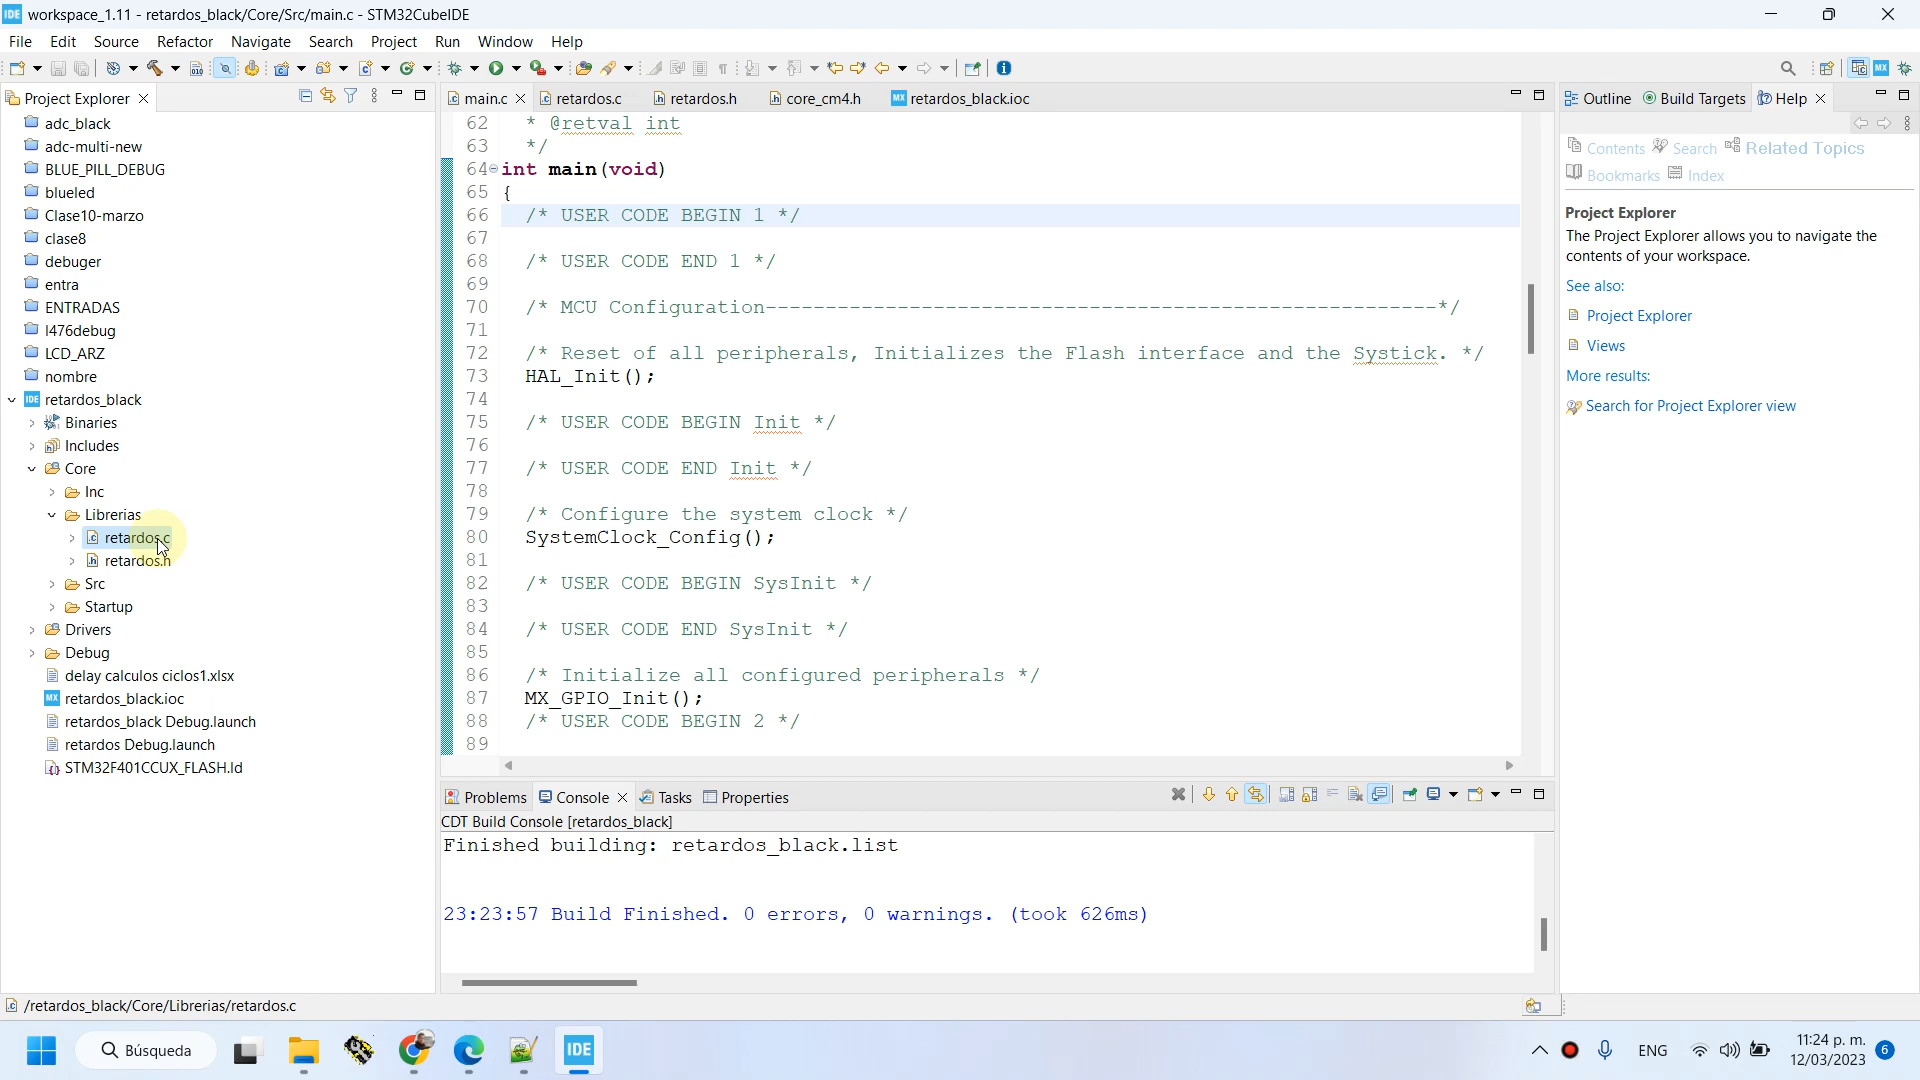 workspace_1.11 - retardos_black/Core/Src/main.c - STM32CubeIDE
File Edit Source Refactor Navigate Search Project Run Window Help
Project Explorer
main.c retardos.c retardos.h core_cm4.h retardos_black.ioc
Outline Build Targets Help
adc_black
adc-multi-new
BLUE_PILL_DEBUG
blueled
Clase10-marzo
clase8
debuger
entra
ENTRADAS
l476debug
LCD_ARZ
nombre
retardos_black
Binaries
Includes
Core
Inc
Librerias
retardos.c
retardos.h
Src
Startup
Drivers
Debug
delay calculos ciclos1.xlsx
retardos_black.ioc
retardos_black Debug.launch
retardos Debug.launch
STM32F401CCUX_FLASH.ld
62 * @retval int
63 */
64 int main(void)
65 {
66 /* USER CODE BEGIN 1 */
67
68 /* USER CODE END 1 */
69
70 /* MCU Configuration--------------------------------------------------------*/
71
72 /* Reset of all peripherals, Initializes the Flash interface and the Systick. */
73 HAL_Init();
74
75 /* USER CODE BEGIN Init */
76
77 /* USER CODE END Init */
78
79 /* Configure the system clock */
80 SystemClock_Config();
81
82 /* USER CODE BEGIN SysInit */
83
84 /* USER CODE END SysInit */
85
86 /* Initialize all configured peripherals */
87 MX_GPIO_Init();
88 /* USER CODE BEGIN 2 */
89
Contents Search Related Topics
Bookmarks Index
Project Explorer
The Project Explorer allows you to navigate the
contents of your workspace.
See also:
Project Explorer
Views
More results:
Search for Project Explorer view
Problems Console Tasks Properties
CDT Build Console [retardos_black]
Finished building: retardos_black.list
23:23:57 Build Finished. 0 errors, 0 warnings. (took 626ms)
/retardos_black/Core/Librerias/retardos.c
Búsqueda
IDE
ENG
11:24 p. m.
12/03/2023
6